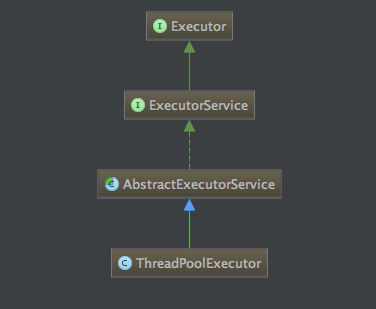 I Executor
I ExecutorService
C AbstractExecutorService
C ThreadPoolExecutor